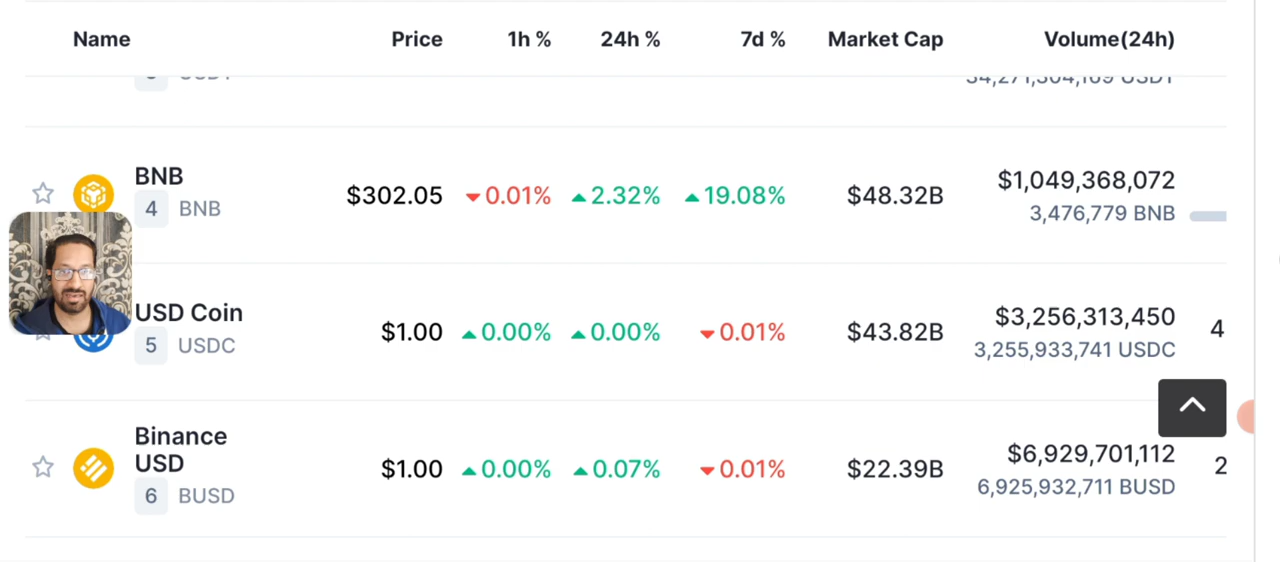 Name Price 1h % 24h % 7d % Market Cap Volume(24h)
BNB
4 BNB $302.05 0.01% 2.32% 19.08% $48.32B $1,049,368,072
3,476,779 BNB
USD Coin
5 USDC $1.00 0.00% 0.00% 0.01% $43.82B $3,256,313,450 4
3,255,933,741 USDC
Binance
USD
6 BUSD $1.00 0.00% 0.07% 0.01% $22.39B $6,929,701,112 2
6,925,932,711 BUSD